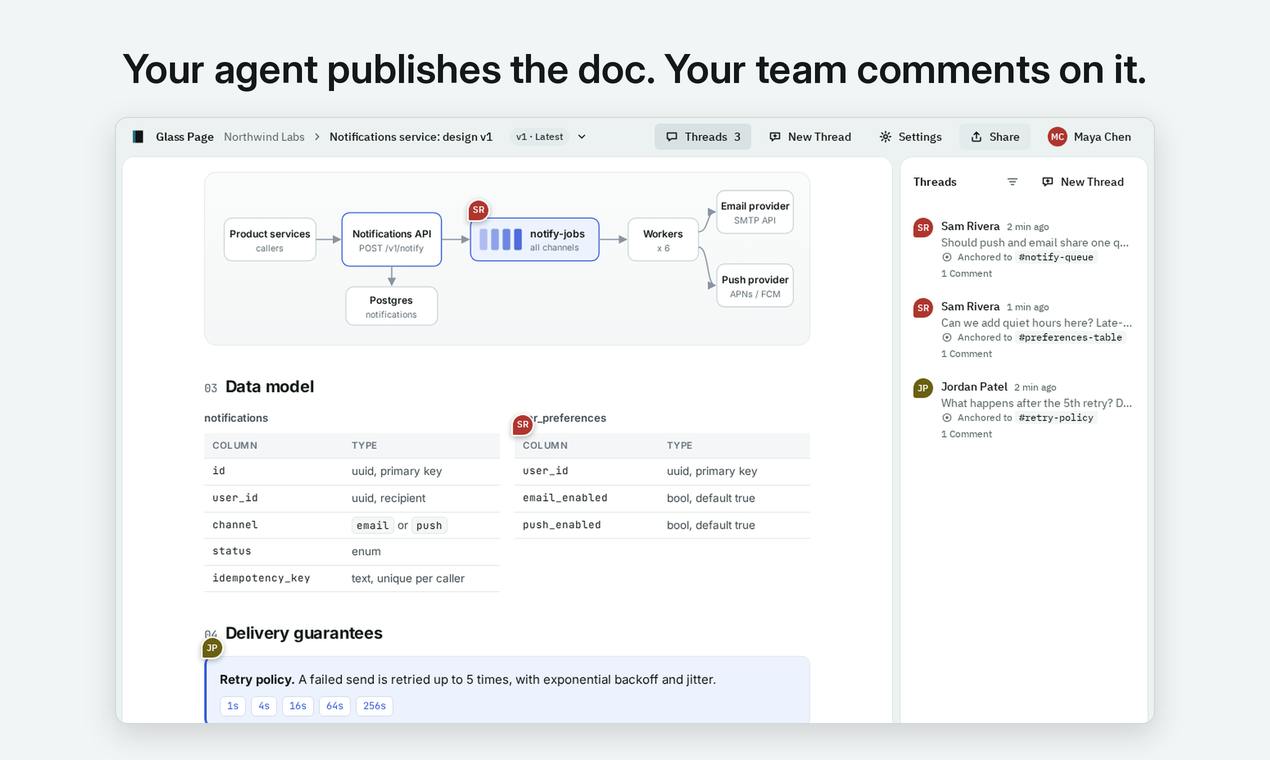 Your agent publishes the doc. Your team comments on it.
Glass Page Northwind Labs > Notifications service: design v1 v1 · Latest
Threads 3 New Thread Settings Share MC Maya Chen
Product services
callers
Notifications API
POST /v1/notify
SR
notify-jobs
all channels
Workers
x 6
Email provider
SMTP API
Push provider
APNs / FCM
Postgres
notifications
03 Data model
notifications
COLUMN TYPE
id uuid, primary key
user_id uuid, recipient
channel email or push
status enum
idempotency_key text, unique per caller
SR r_preferences
COLUMN TYPE
user_id uuid, primary key
email_enabled bool, default true
push_enabled bool, default true
04 Delivery guarantees
JP
Retry policy. A failed send is retried up to 5 times, with exponential backoff and jitter.
1s 4s 16s 64s 256s
Threads New Thread
SR Sam Rivera 2 min ago
Should push and email share one q...
Anchored to #notify-queue
1 Comment
SR Sam Rivera 1 min ago
Can we add quiet hours here? Late-...
Anchored to #preferences-table
1 Comment
JP Jordan Patel 2 min ago
What happens after the 5th retry? D...
Anchored to #retry-policy
1 Comment